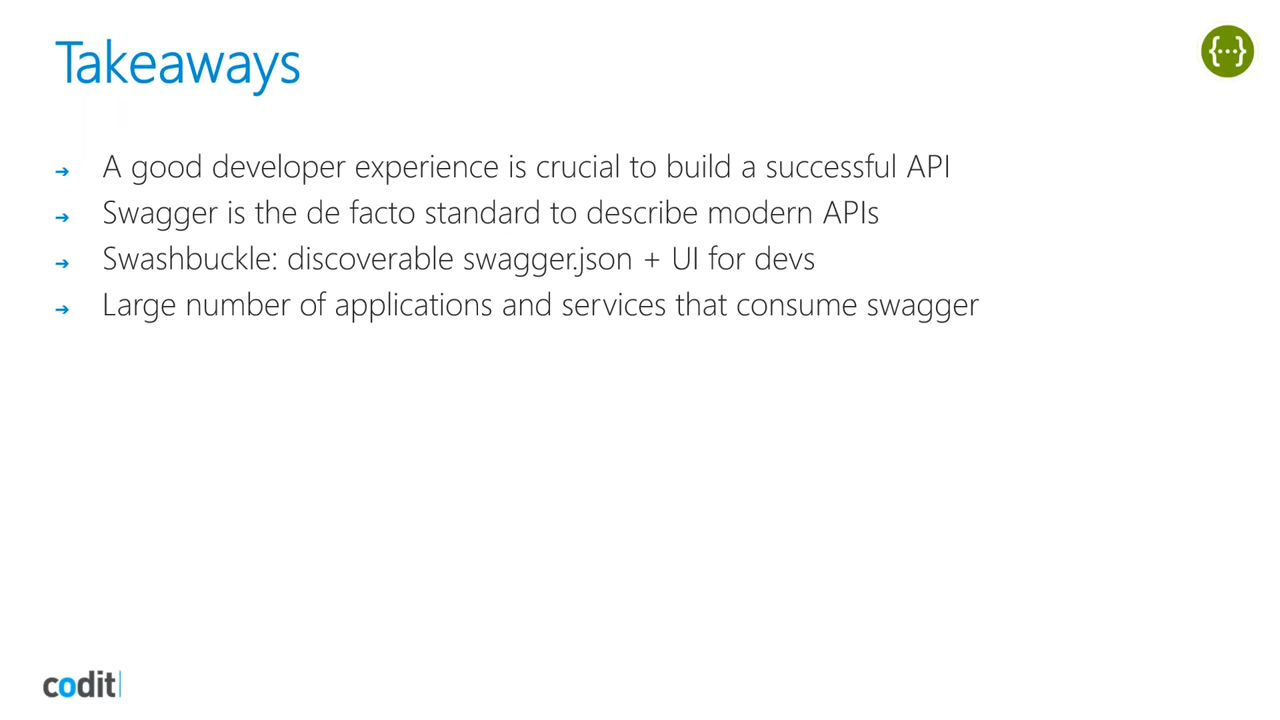 Takeaways
{...}
→ A good developer experience is crucial to build a successful API
→ Swagger is the de facto standard to describe modern APIs
→ Swashbuckle: discoverable swagger.json + UI for devs
→ Large number of applications and services that consume swagger
codit